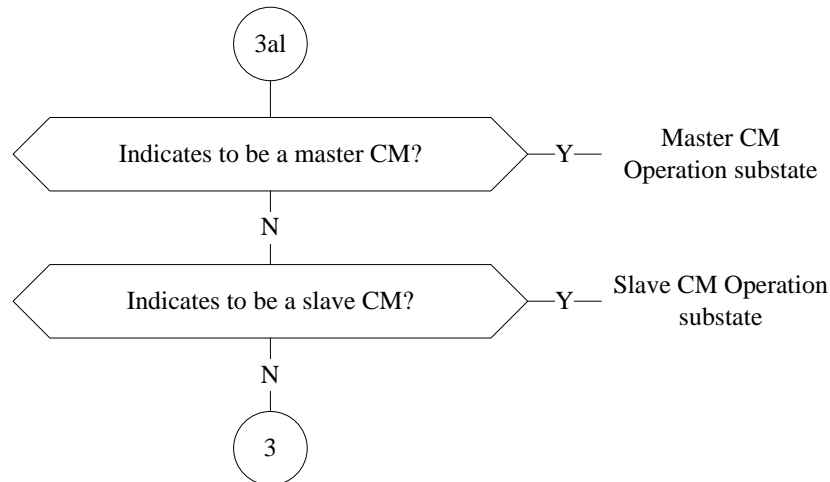 3al
Indicates to be a master CM?
Y
Master CM
Operation substate
N
Indicates to be a slave CM?
Y
Slave CM Operation
substate
N
3